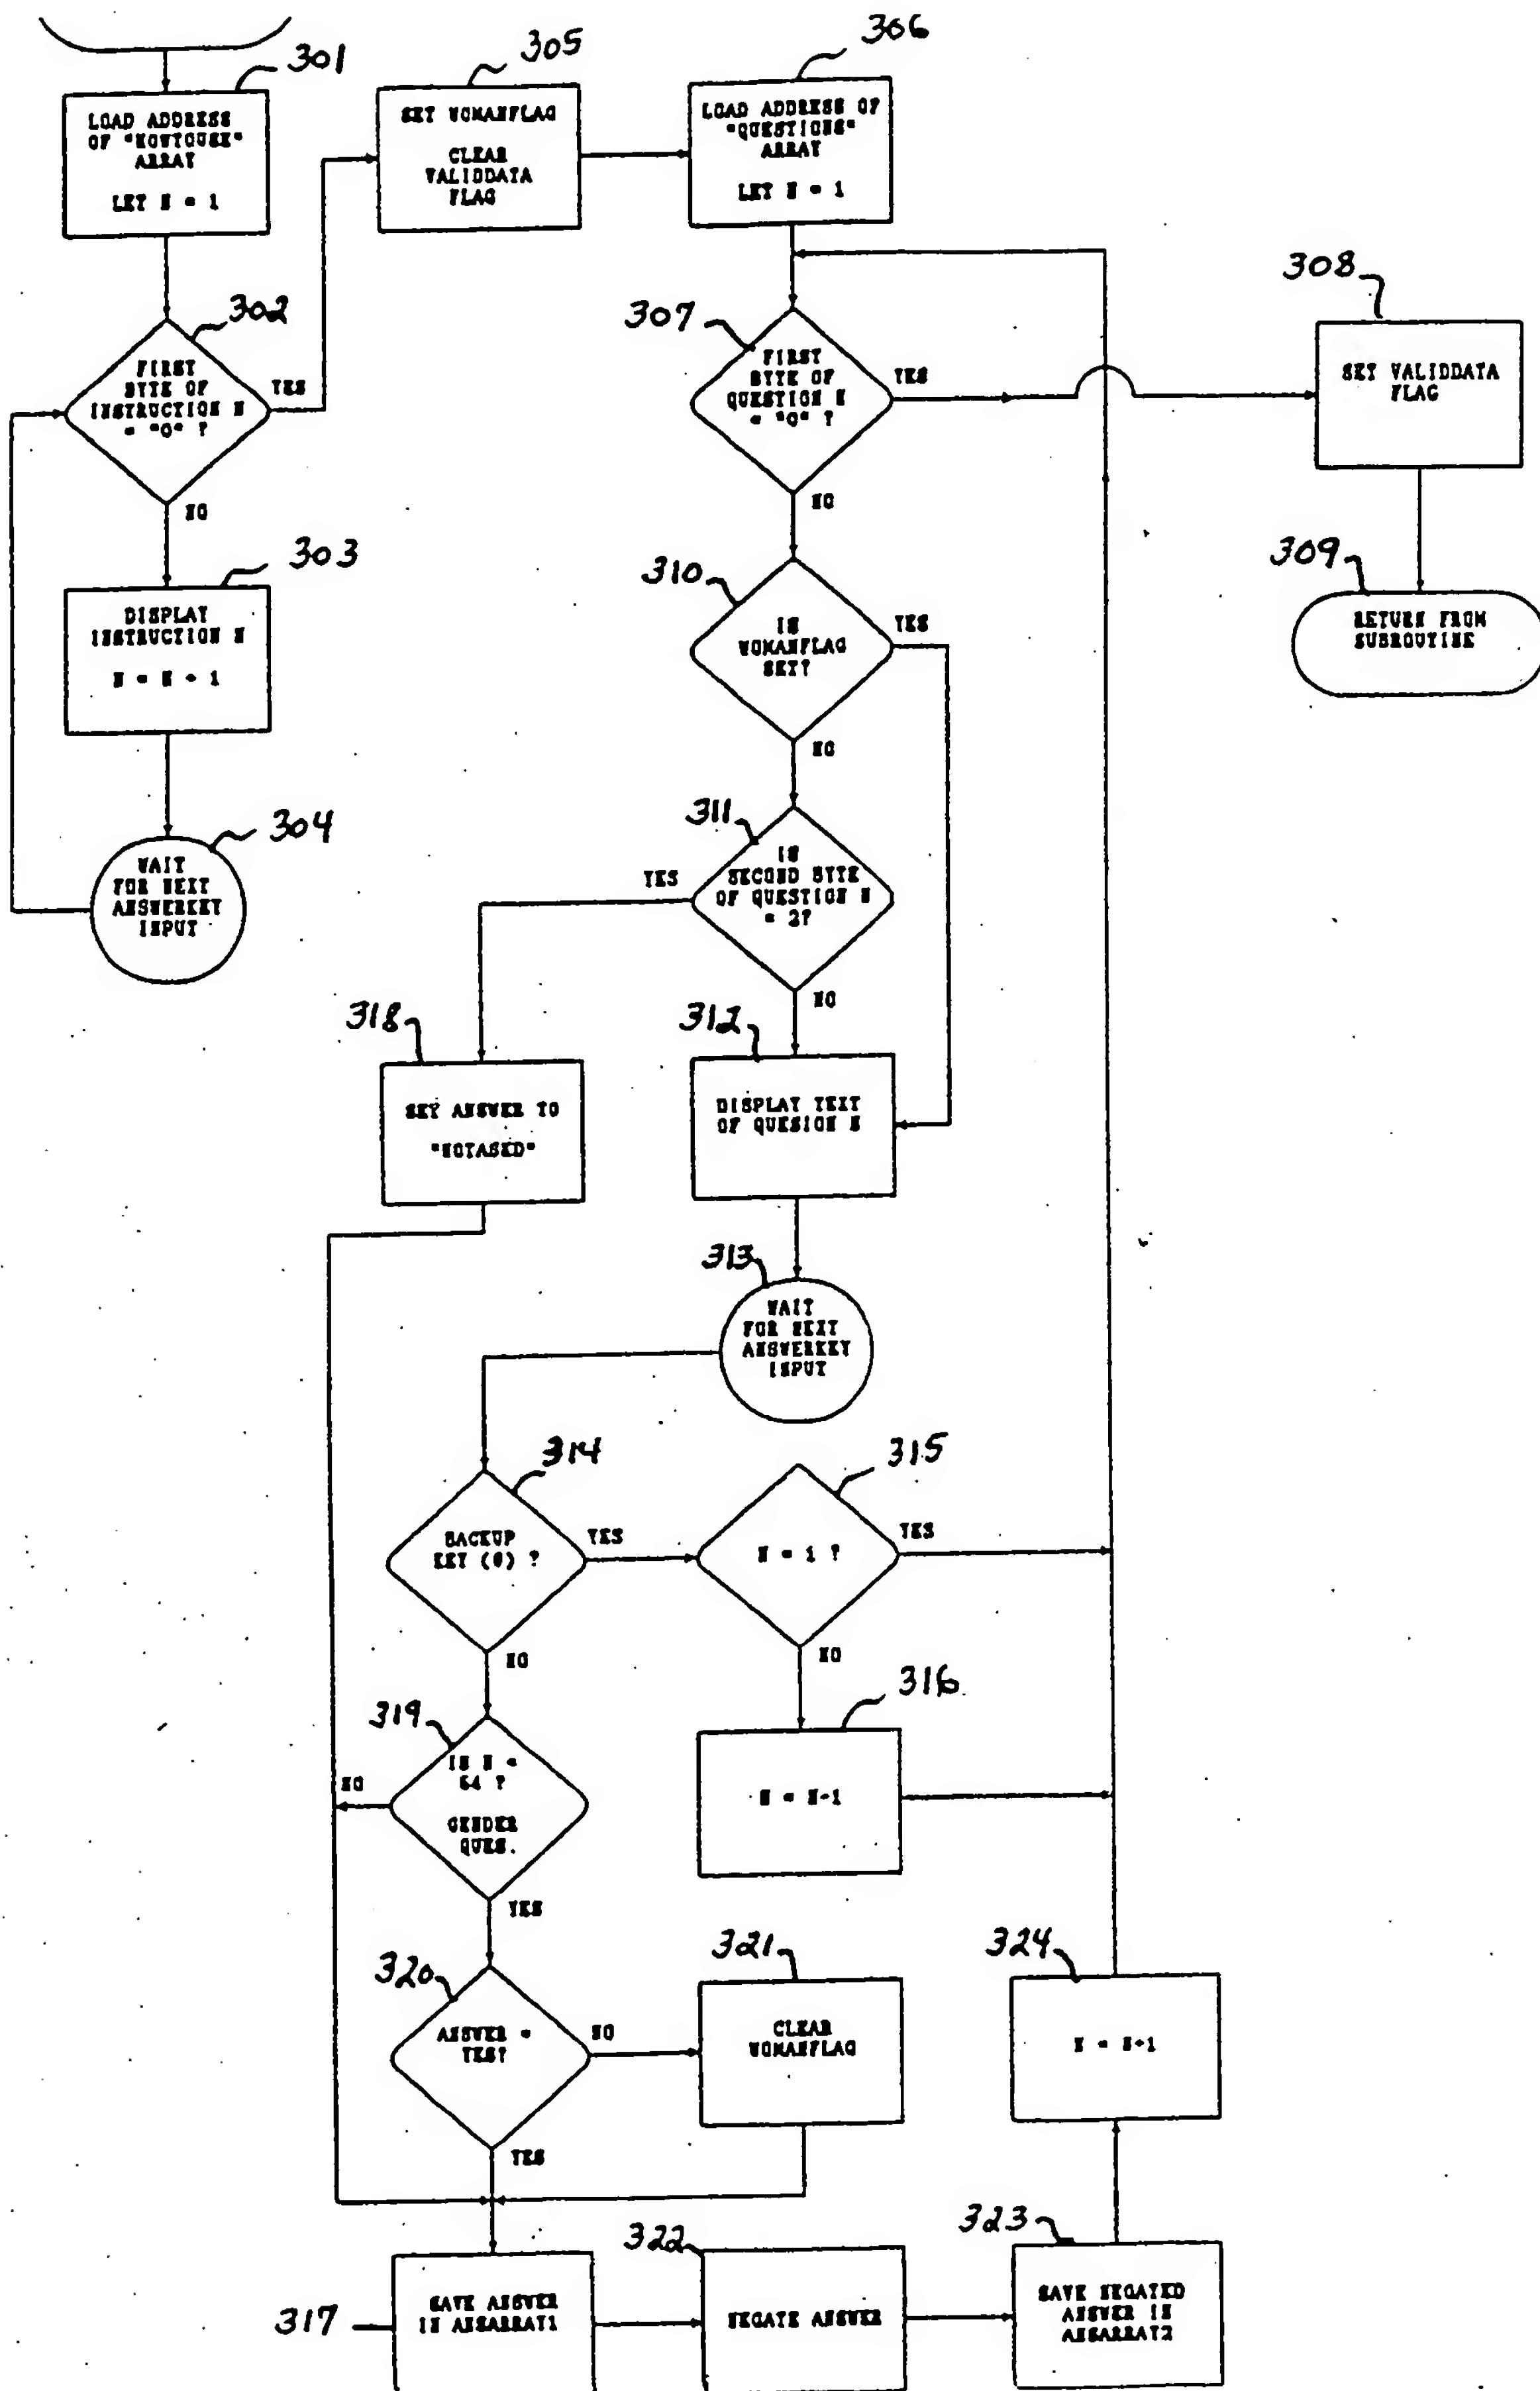 301
LOAD ADDRESS
OF "HOWTOUSE"
ARRAY
LET N = 1
302
FIRST
BYTE OF
INSTRUCTION N
= "0" ?
YES
NO
303
DISPLAY
INSTRUCTION N
N = N + 1
304
WAIT
FOR NEXT
ANSWERKEY
INPUT
305
SET WOMANFLAG
CLEAR
VALIDDATA
FLAG
306
LOAD ADDRESS OF
"QUESTIONS"
ARRAY
LET N = 1
307
FIRST
BYTE OF
QUESTION N
= "0" ?
YES
NO
308
SET VALIDDATA
FLAG
309
RETURN FROM
SUBROUTINE
310
IS
WOMANFLAG
SET?
YES
NO
311
IS
SECOND BYTE
OF QUESTION N
= 2?
YES
NO
318
SET ANSWER TO
"NOTASKD"
312
DISPLAY TEXT
OF QUESION N
313
WAIT
FOR NEXT
ANSWERKEY
INPUT
314
BACKUP
KEY (0) ?
YES
NO
315
N = 1 ?
YES
NO
316
N = N-1
319
IS N =
64 ?
GENDER
QUES.
NO
YES
320
ANSWER =
YES?
NO
YES
321
CLEAR
WOMANFLAG
324
N = N+1
317
SAVE ANSWER
IN ANSARRAY1
322
NEGATE ANSWER
323
SAVE NEGATED
ANSWER IN
ANSARRAY2